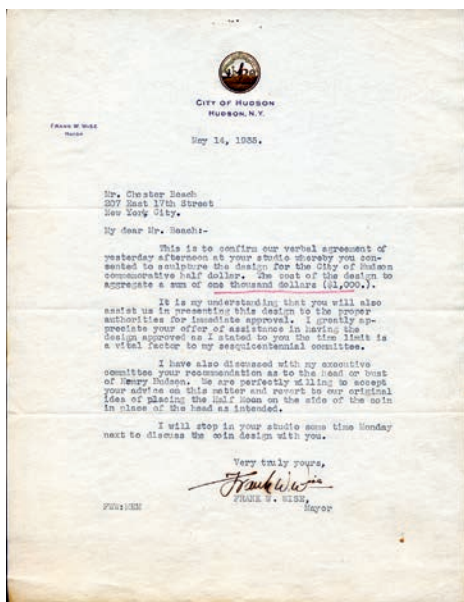 CITY OF HUDSON
HUDSON, N.Y.
FRANK W. WISE
MAYOR
May 14, 1935.
Mr. Chester Beach
207 East 17th Street
New York City.
My dear Mr. Beach:-
This is to confirm our verbal agreement of
yesterday afternoon at your studio whereby you con-
sented to sculpture the design for the City of Hudson
commemorative half dollar. The cost of the design to
aggregate a sum of one thousand dollars ($1,000.).
It is my understanding that you will also
assist us in presenting this design to the proper
authorities for immediate approval. I greatly ap-
preciate your offer of assistance in having the
design approved as I stated to you the time limit is
a vital factor to my sesquicentennial committee.
I have also discussed with my executive
committee your recommendation as to the head or bust
of Henry Hudson. We are perfectly willing to accept
your advice on this matter and revert to our original
idea of placing the Half Moon on the side of the coin
in place of the head as intended.
I will stop in your studio some time Monday
next to discuss the coin design with you.
Very truly yours,
Frank W. Wise
FRANK W. WISE,
FWW:MEM Mayor